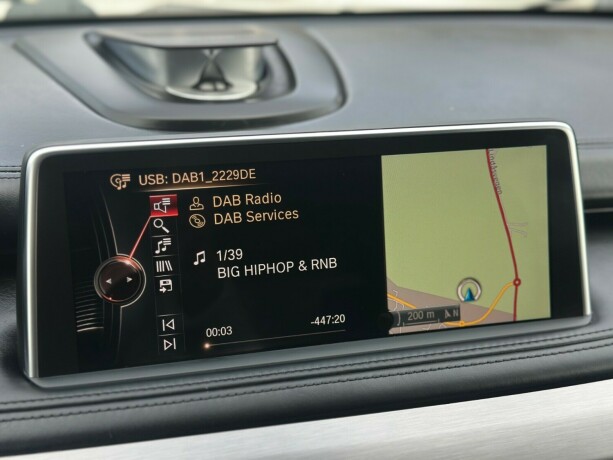 USB: DAB1_2229DE
DAB Radio
DAB Services
1/39
BIG HIPHOP & RNB
00:03
-447:20
200 m
N